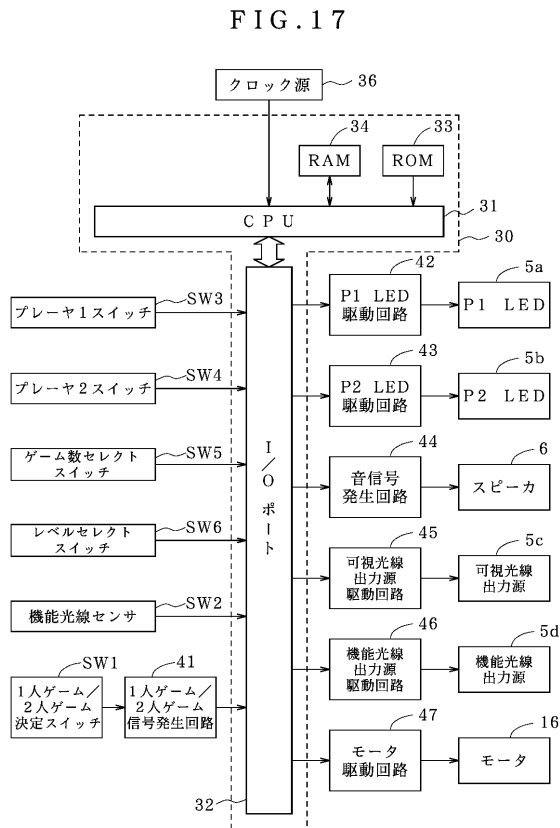 FIG.17
クロック源
36
34
33
RAM
ROM
CPU
31
30
プレーヤ1スイッチ
SW3
42
P1 LED
駆動回路
5a
P1 LED
プレーヤ2スイッチ
SW4
43
P2 LED
駆動回路
5b
P2 LED
ゲーム数セレクト
スイッチ
SW5
I/Oポート
44
音信号
発生回路
6
スピーカ
レベルセレクト
スイッチ
SW6
45
可視光線
出力源
駆動回路
5c
可視光線
出力源
機能光線センサ
SW2
46
機能光線
出力源
駆動回路
5d
機能光線
出力源
SW1
1人ゲーム/
2人ゲーム
決定スイッチ
41
1人ゲーム/
2人ゲーム
信号発生回路
47
モータ
駆動回路
16
モータ
32